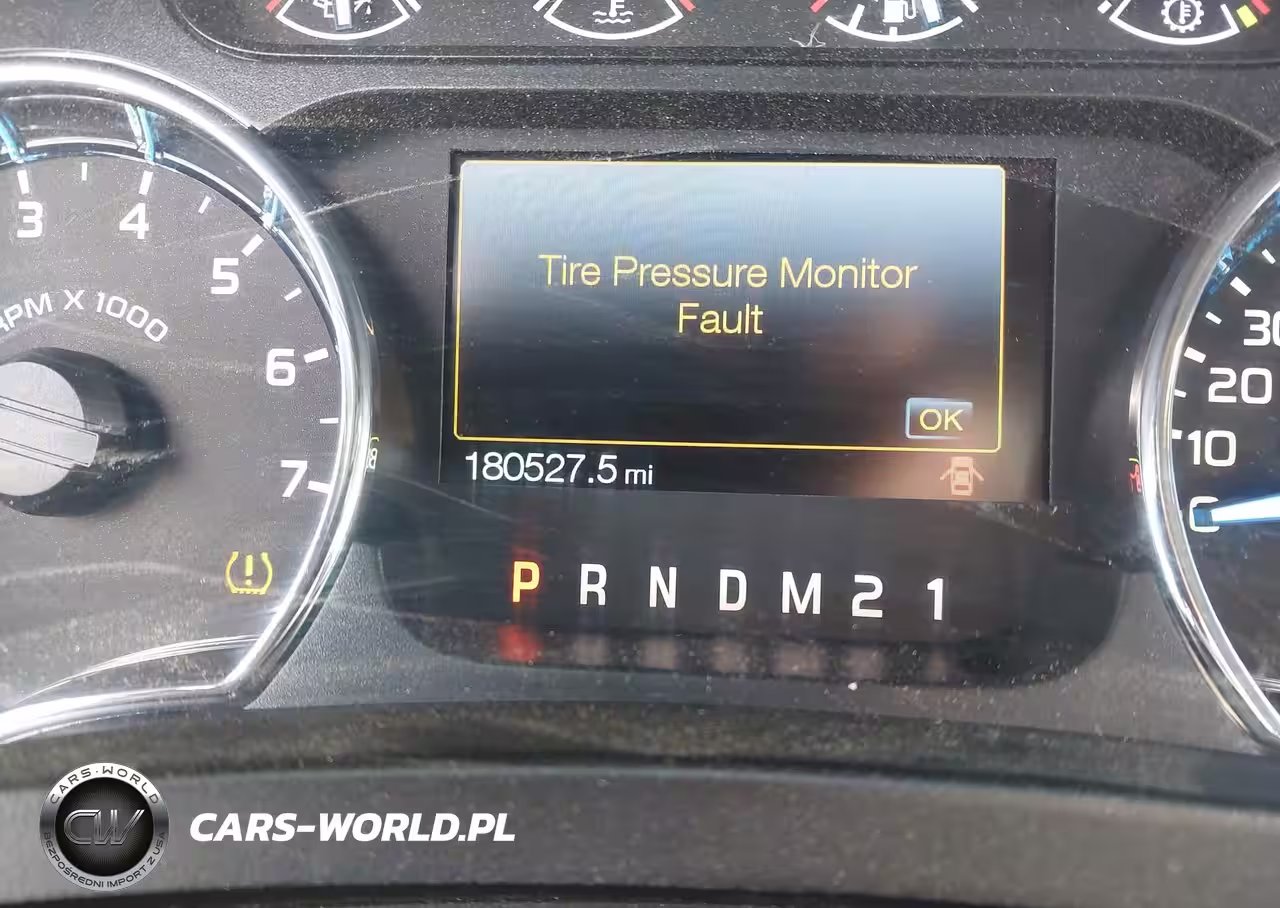 3
4
5
6
7
RPM X 1000
Tire Pressure Monitor
Fault
OK
180527.5 mi
P R N D M 2 1
30
20
10
0
CARS-WORLD
CW
BEZPOŚREDNI IMPORT Z USA
CARS-WORLD.PL